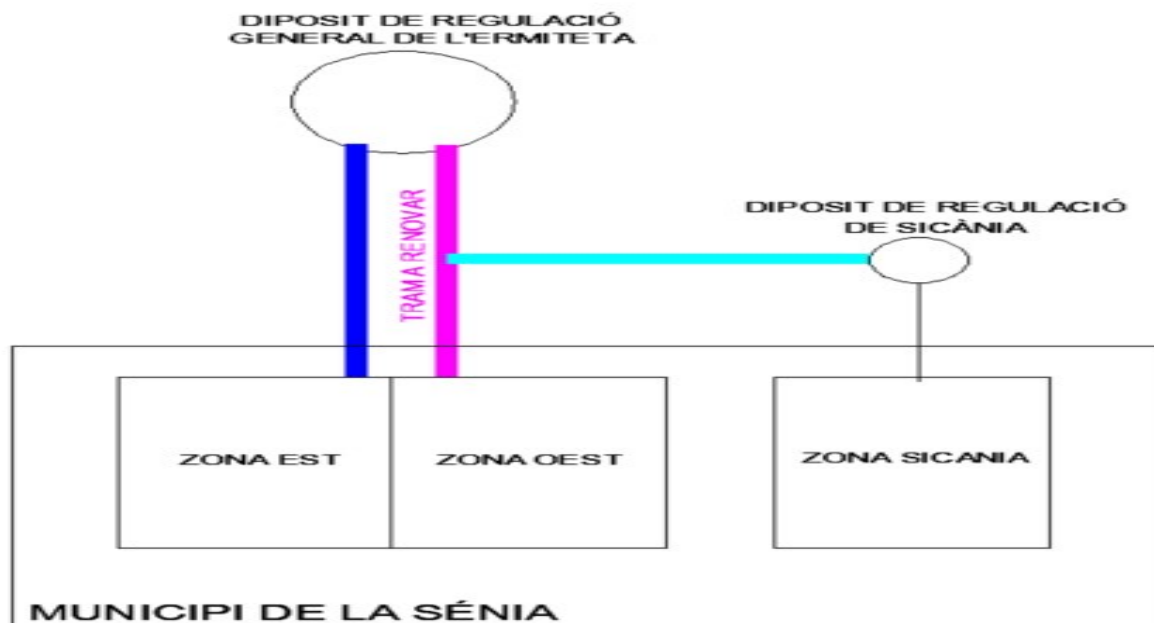 DIPOSIT DE REGULACIÓ
GENERAL DE L'ERMITETA
TRAM A RENOVAR
DIPOSIT DE REGULACIÓ
DE SICÀNIA
ZONA EST
ZONA OEST
ZONA SICANIA
MUNICIPI DE LA SÉNIA